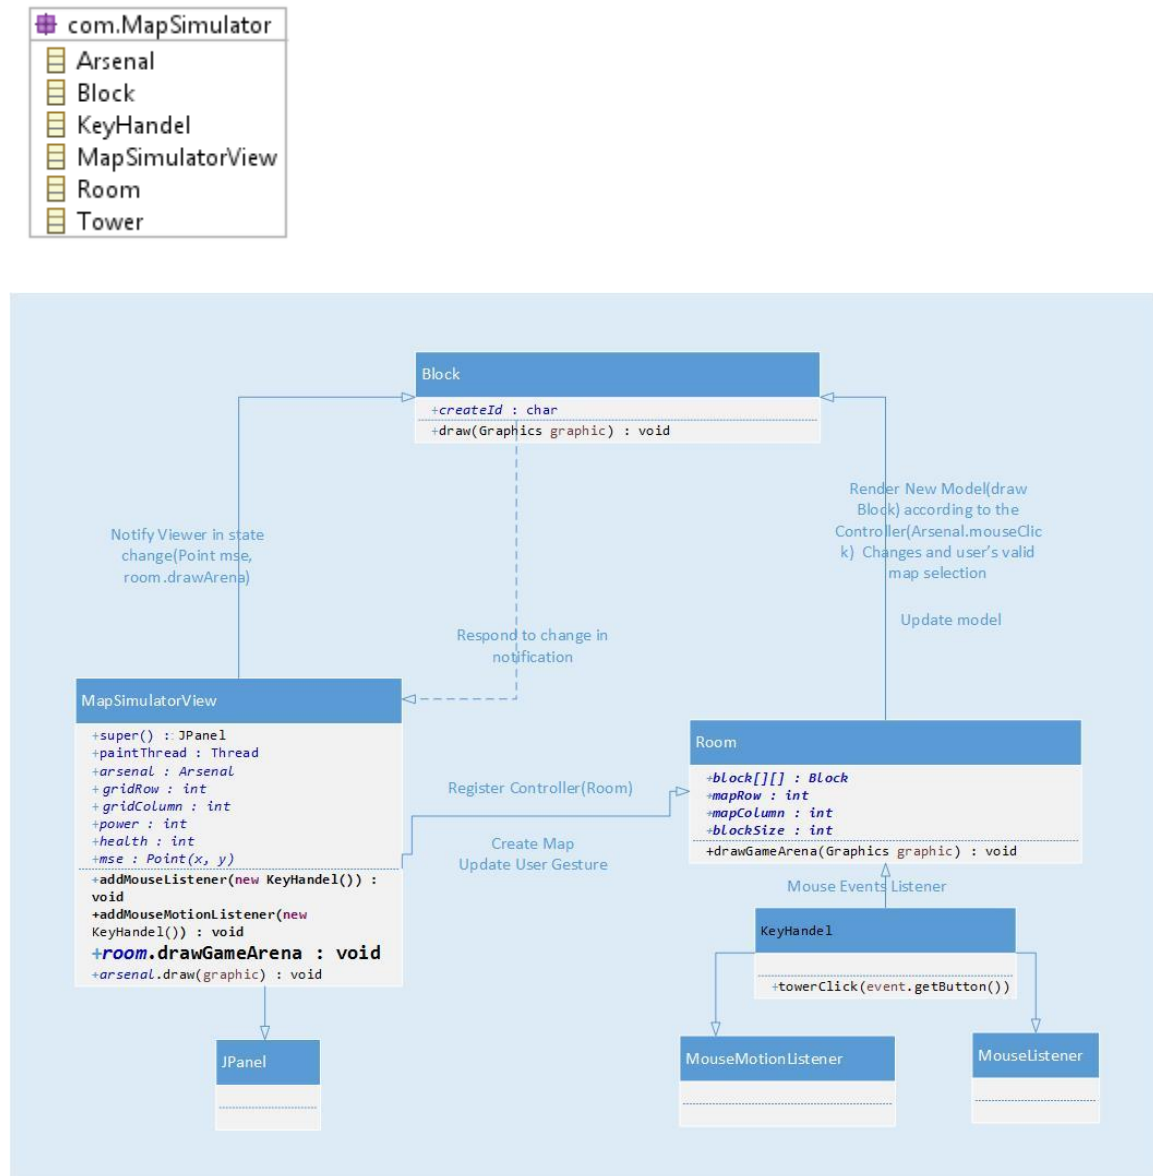 com.MapSimulator
Arsenal
Block
KeyHandel
MapSimulatorView
Room
Tower
Block
+createId : char
+draw(Graphics graphic) : void
Notify Viewer in state
change(Point mse,
room.drawArena)
Render New Model(draw
Block) according to the
Controller(Arsenal.mouseClic
k) Changes and user's valid
map selection
Update model
Respond to change in
notification
MapSimulatorView
+super() : JPanel
+paintThread : Thread
+arsenal : Arsenal
+gridRow : int
+gridColumn : int
+power : int
+health : int
+mse : Point(x, y)
+addMouseListener(new KeyHandel()) :
void
+addMouseMotionListener(new
KeyHandel()) : void
+room.drawGameArena : void
+arsenal.draw(graphic) : void
Register Controller(Room)
Create Map
Update User Gesture
Room
+block[][] : Block
+mapRow : int
+mapColumn : int
+blockSize : int
+drawGameArena(Graphics graphic) : void
Mouse Events Listener
KeyHandel
+towerClick(event.getButton())
JPanel
MouseMotionListener
MouseListener